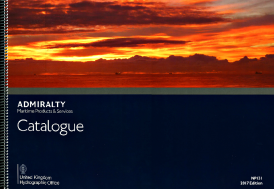 ADMIRALTY
Maritime Products & Services
Catalogue
United Kingdom
Hydrographic Office
NP131
2017 Edition